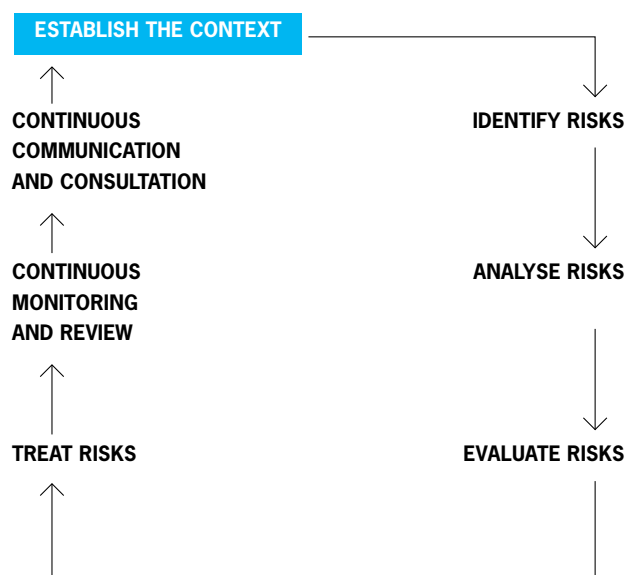 ESTABLISH THE CONTEXT
CONTINUOUS
COMMUNICATION
AND CONSULTATION
IDENTIFY RISKS
CONTINUOUS
MONITORING
AND REVIEW
ANALYSE RISKS
TREAT RISKS
EVALUATE RISKS